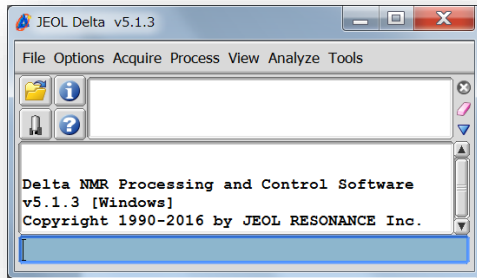 JEOL Delta v5.1.3
File Options Acquire Process View Analyze Tools
Delta NMR Processing and Control Software
v5.1.3 [Windows]
Copyright 1990-2016 by JEOL RESONANCE Inc.